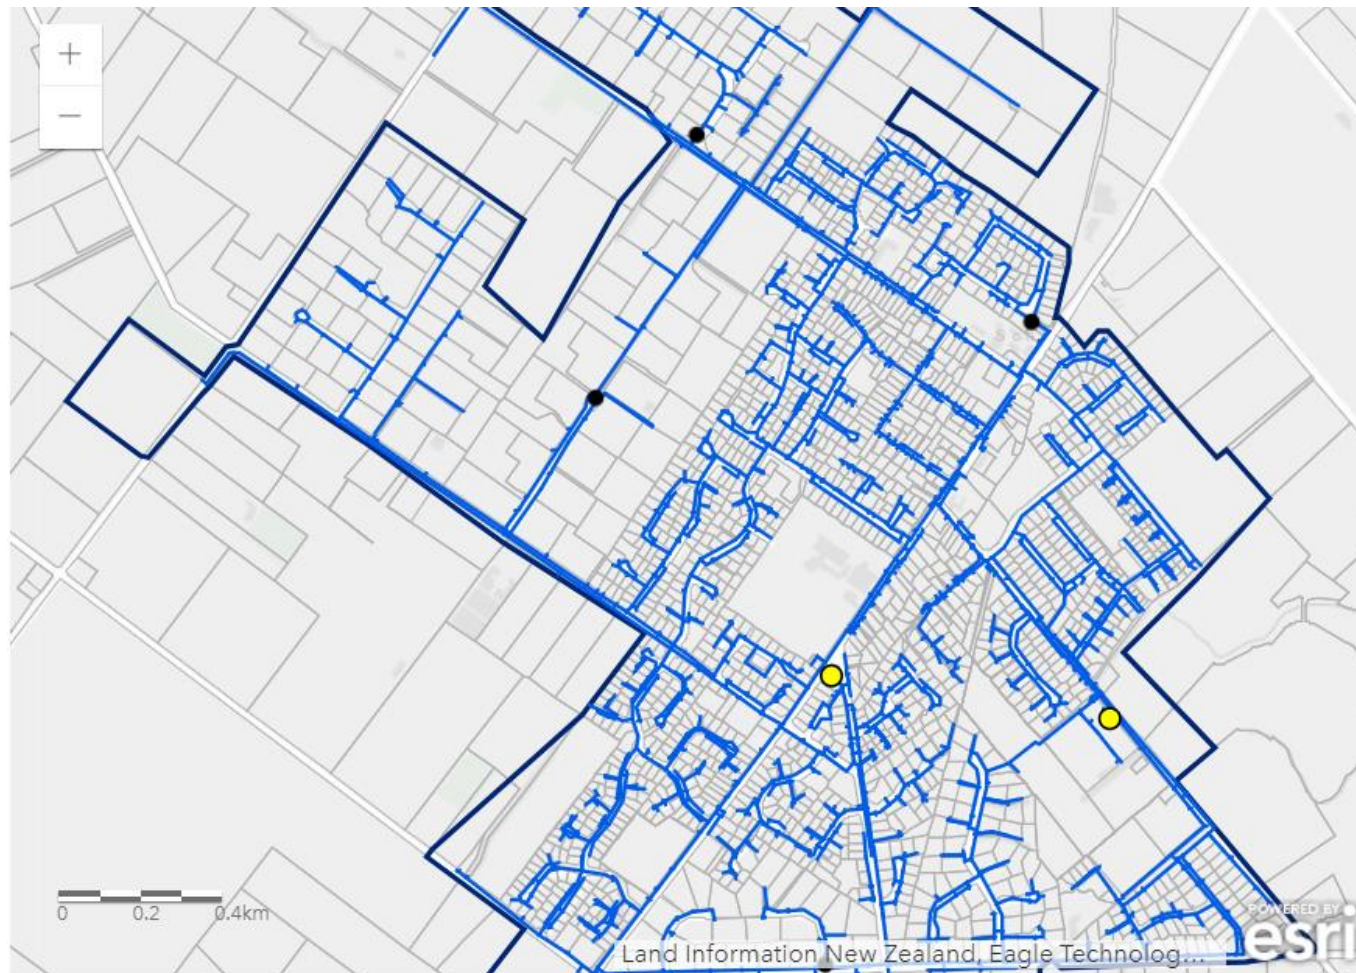 +
−
0 0.2 0.4km
POWERED BY
esri
Land Information New Zealand, Eagle Technolog...